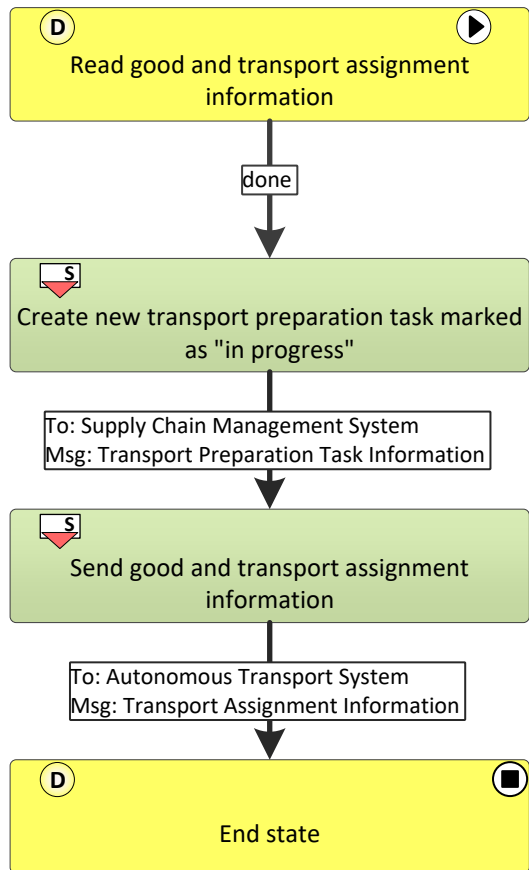 D
Read good and transport assignment
information
done
S
Create new transport preparation task marked
as "in progress"
To: Supply Chain Management System
Msg: Transport Preparation Task Information
S
Send good and transport assignment
information
To: Autonomous Transport System
Msg: Transport Assignment Information
D
End state